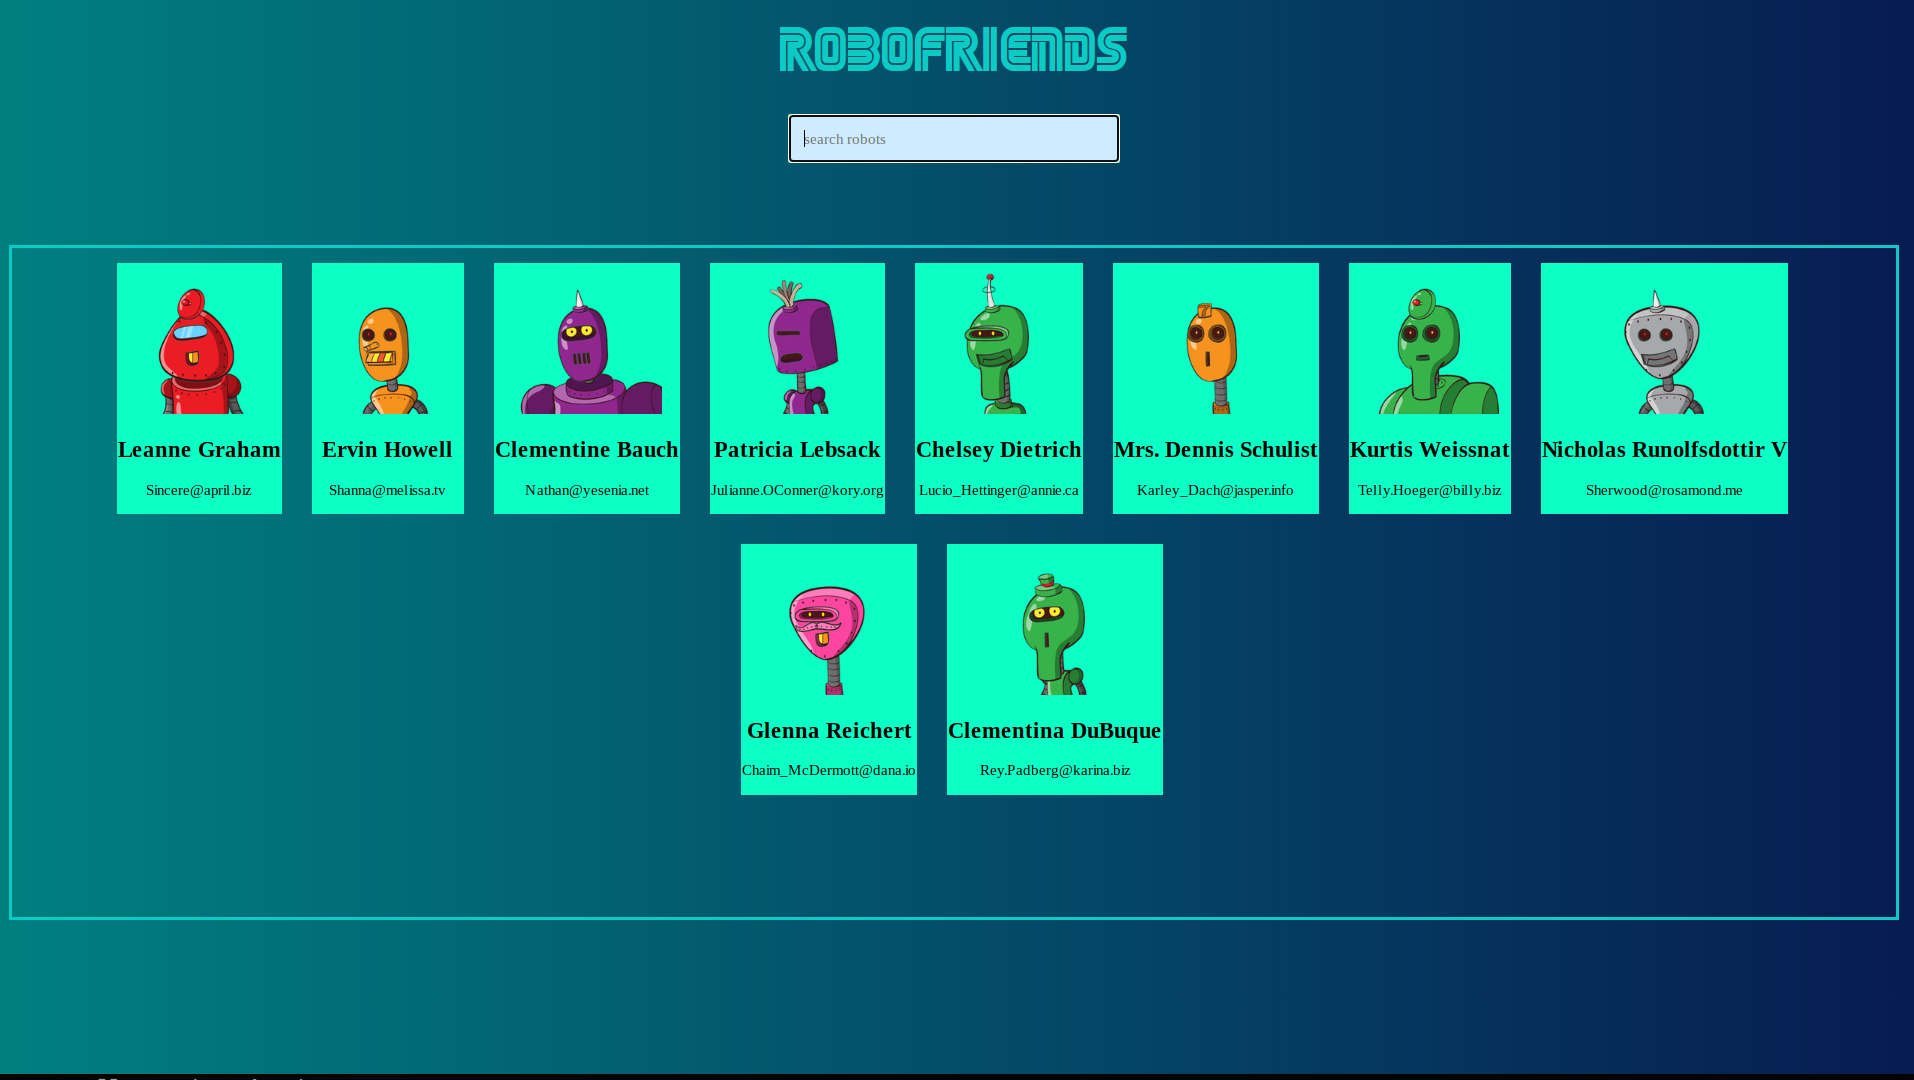 ROBOFRIENDS
search robots
Leanne Graham
Sincere@april.biz
Ervin Howell
Shanna@melissa.tv
Clementine Bauch
Nathan@yesenia.net
Patricia Lebsack
Julianne.OConner@kory.org
Chelsey Dietrich
Lucio_Hettinger@annie.ca
Mrs. Dennis Schulist
Karley_Dach@jasper.info
Kurtis Weissnat
Telly.Hoeger@billy.biz
Nicholas Runolfsdottir V
Sherwood@rosamond.me
Glenna Reichert
Chaim_McDermott@dana.io
Clementina DuBuque
Rey.Padberg@karina.biz